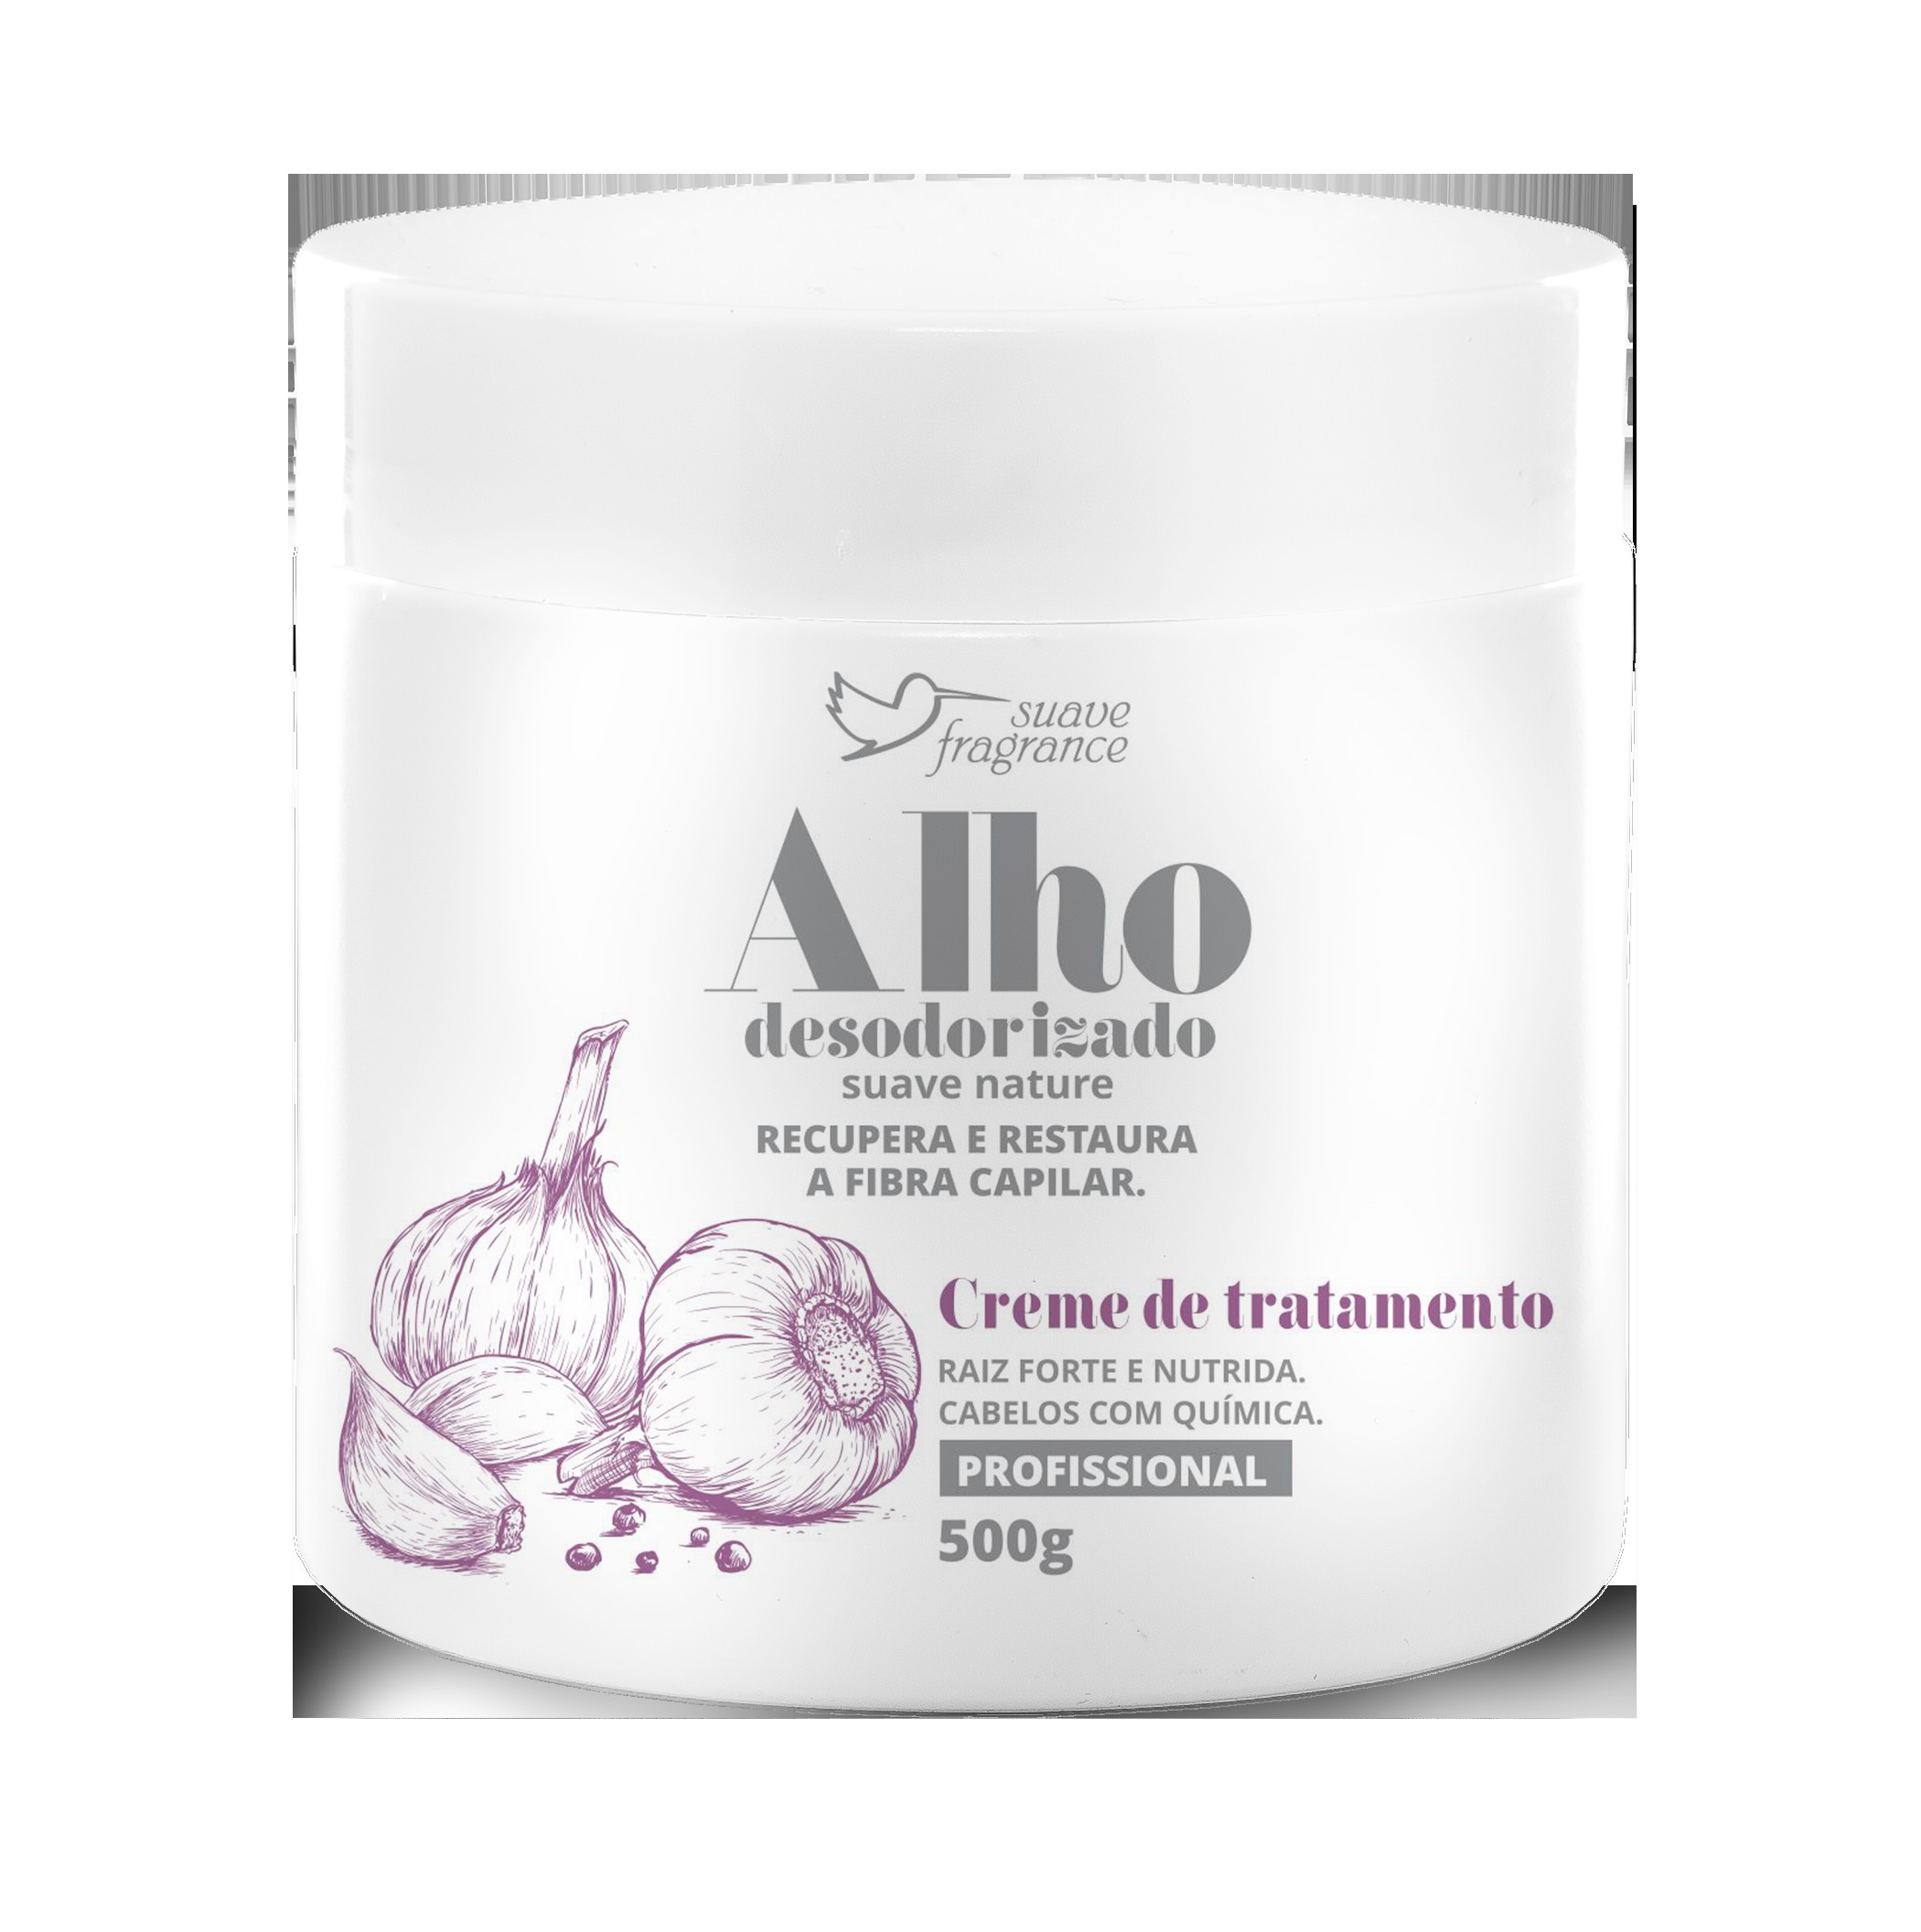 suave
fragrance
Alho
desodorizado
suave nature
RECUPERA E RESTAURA
A FIBRA CAPILAR.
Creme de tratamento
RAIZ FORTE E NUTRIDA.
CABELOS COM QUÍMICA.
PROFISSIONAL
500g